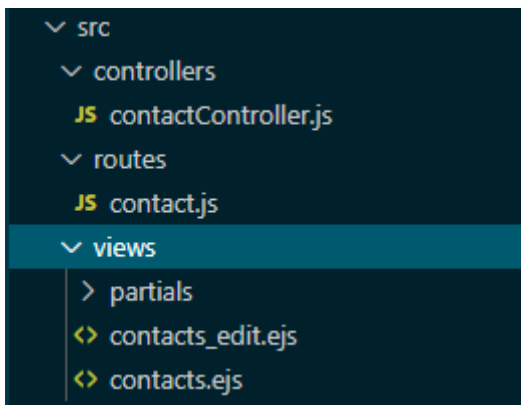 src
controllers
JS contactController.js
routes
JS contact.js
views
partials
<> contacts_edit.ejs
<> contacts.ejs